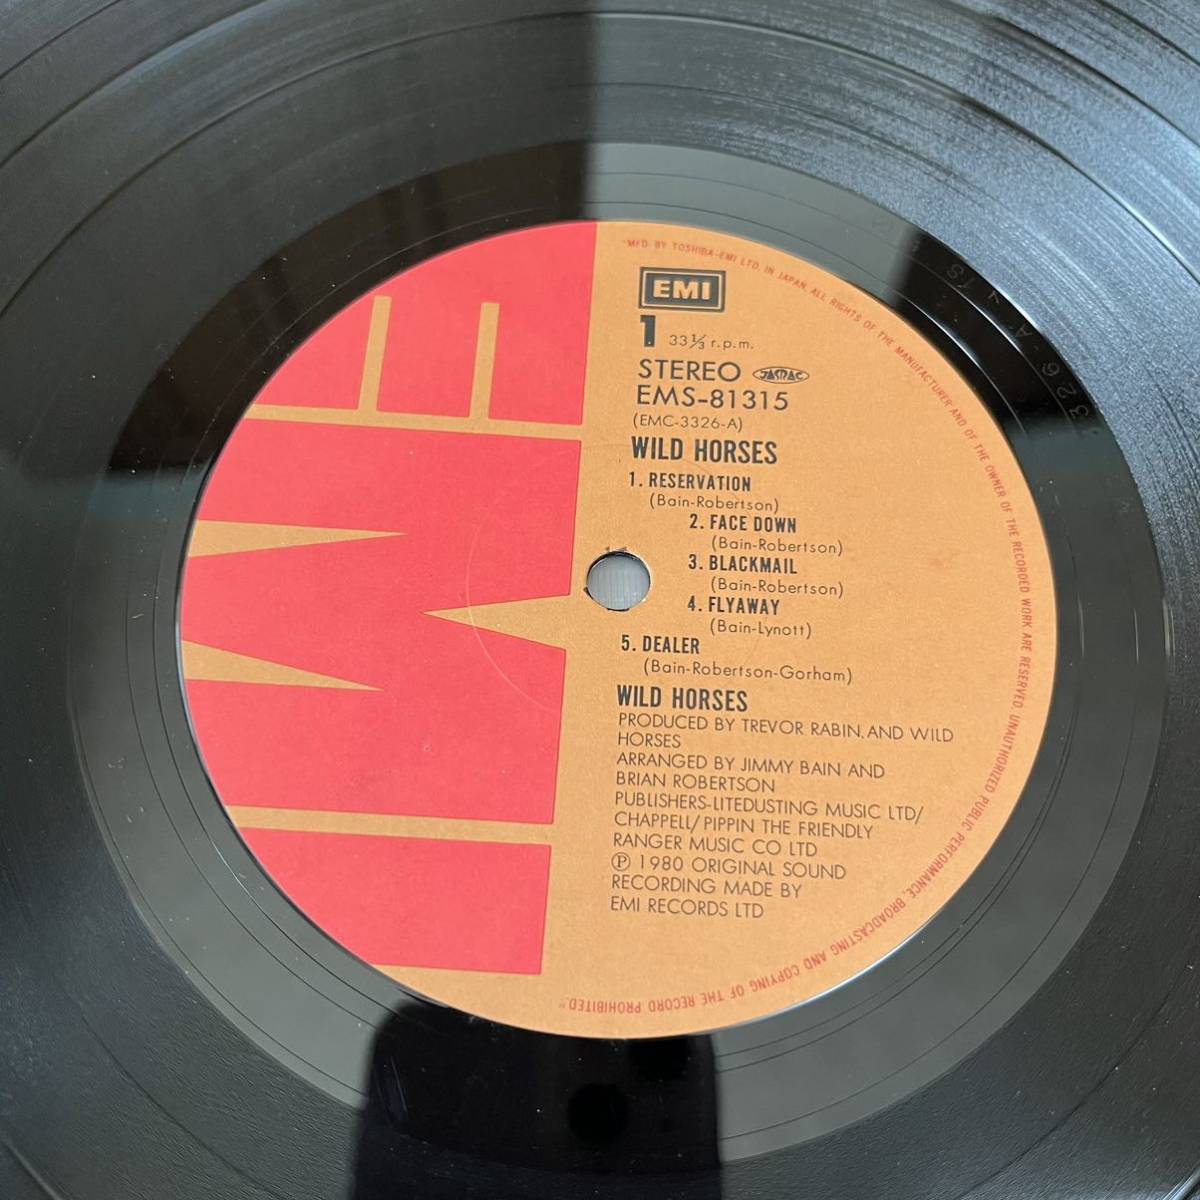 "MFD. BY TOSHIBA-EMI LTD. IN JAPAN. ALL RIGHTS OF THE MANUFACTURER AND OF THE OWNER OF THE RECORDED WORK ARE RESERVED. UNAUTHORIZED PUBLIC PERFORMANCE, BROADCASTING AND COPYING OF THE RECORD PROHIBITED."
EMI
EMI
1 33⅓ r.p.m.
STEREO JASRAC
EMS-81315
(EMC-3326-A)
WILD HORSES
1. RESERVATION
(Bain-Robertson)
2. FACE DOWN
(Bain-Robertson)
3. BLACKMAIL
(Bain-Robertson)
4. FLYAWAY
(Bain-Lynott)
5. DEALER
(Bain-Robertson-Gorham)
WILD HORSES
PRODUCED BY TREVOR RABIN. AND WILD
HORSES
ARRANGED BY JIMMY BAIN AND
BRIAN ROBERTSON
PUBLISHERS-LITEDUSTING MUSIC LTD/
CHAPPELL/PIPPIN THE FRIENDLY
RANGER MUSIC CO LTD
Ⓟ 1980 ORIGINAL SOUND
RECORDING MADE BY
EMI RECORDS LTD